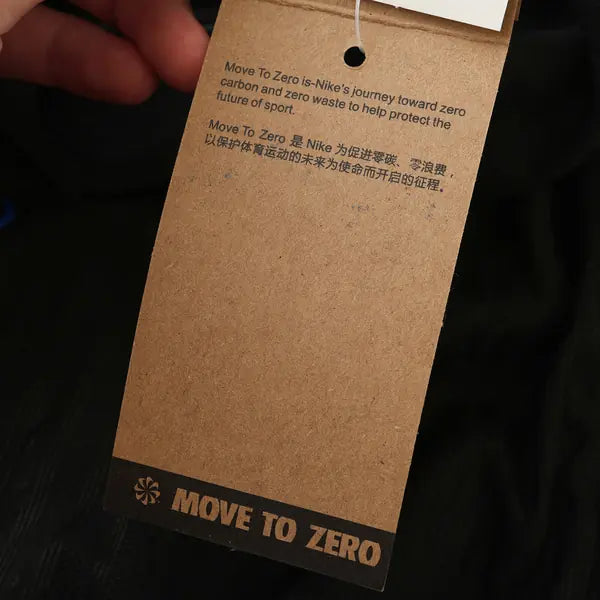 Move To Zero is-Nike's journey toward zero
carbon and zero waste to help protect the
future of sport.
Move To Zero 是 Nike 为促进零碳、零浪费，
以保护体育运动的未来为使命而开启的征程。
MOVE TO ZERO